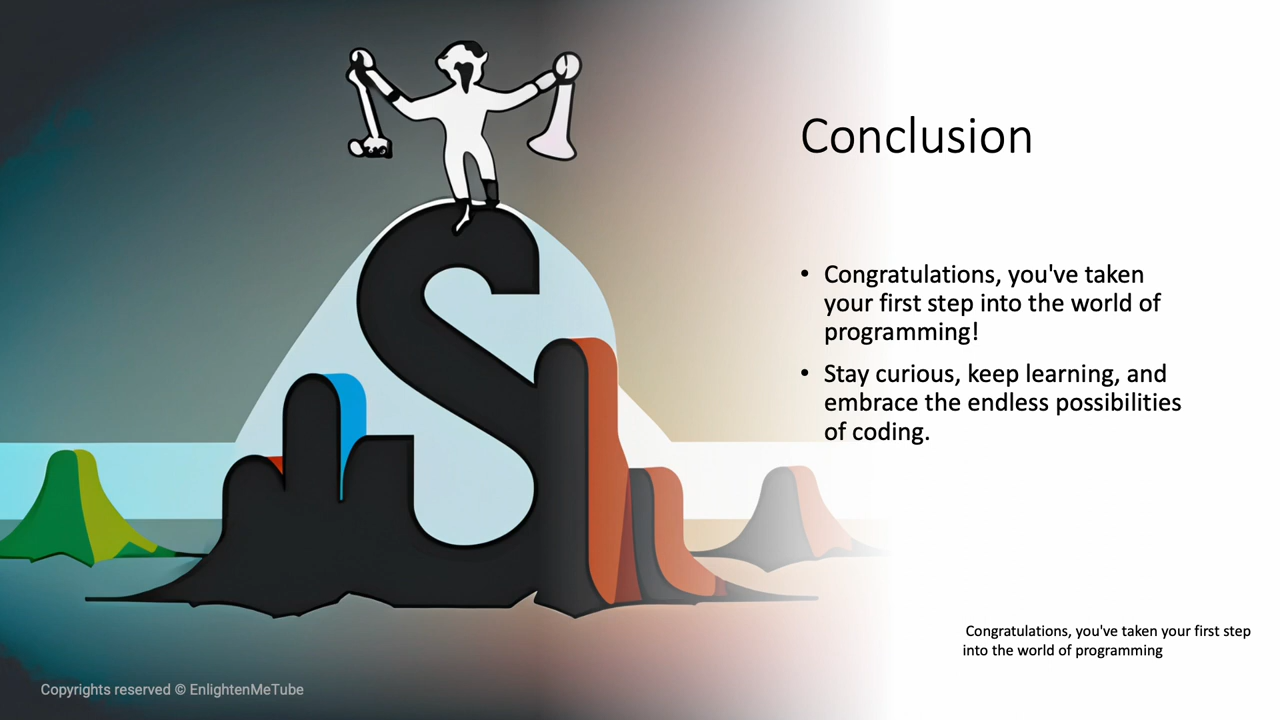 Conclusion
• Congratulations, you've taken
your first step into the world of
programming!
• Stay curious, keep learning, and
embrace the endless possibilities
of coding.
S
Congratulations, you've taken your first step
into the world of programming
Copyrights reserved © EnlightenMeTube